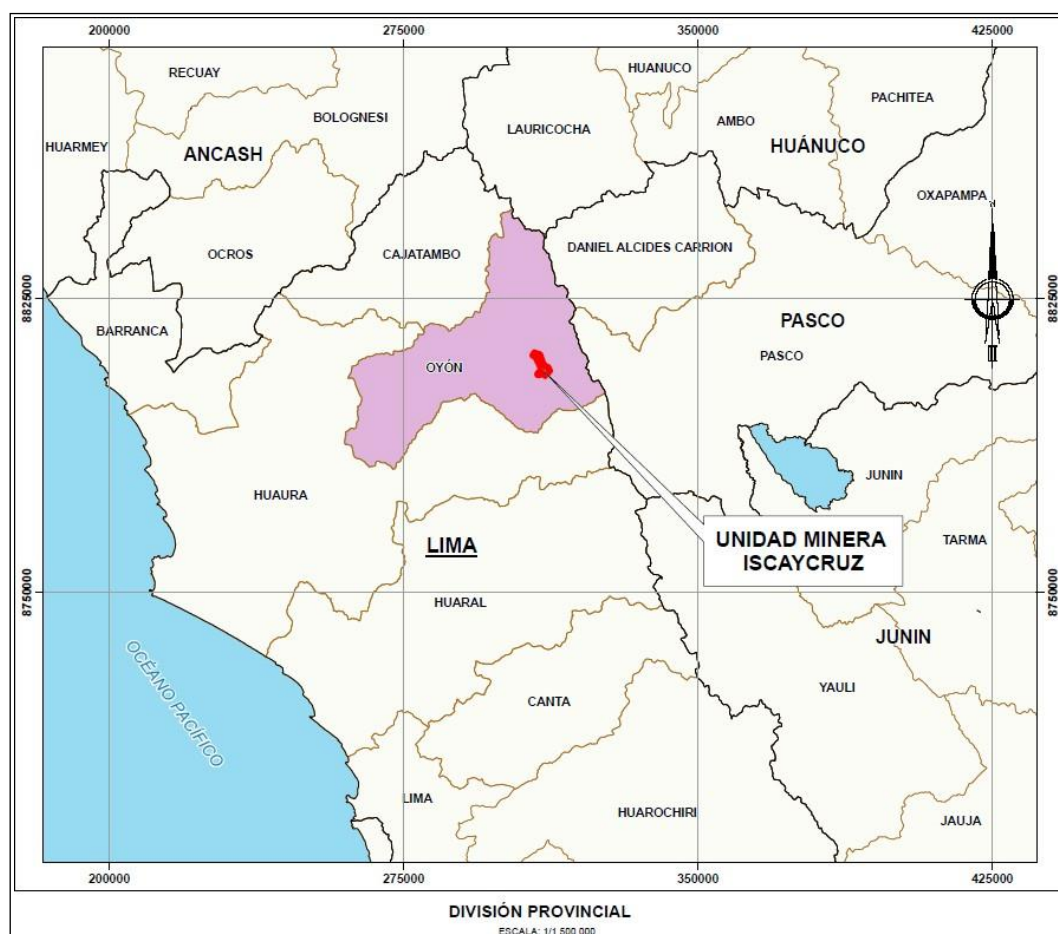 200000 275000 350000 425000
RECUAY
HUANUCO
PACHITEA
BOLOGNESI
AMBO
LAURICOCHA
HUARMEY
ANCASH
HUÁNUCO
OXAPAMPA
N
OCROS
CAJATAMBO
DANIEL ALCIDES CARRION
8825000
8825000
BARRANCA
PASCO
PASCO
OYÓN
JUNIN
HUAURA
UNIDAD MINERA
ISCAYCRUZ
TARMA
LIMA
8750000
8750000
HUARAL
JUNIN
OCÉANO PACÍFICO
YAULI
CANTA
LIMA
HUAROCHIRI
JAUJA
200000 275000 350000 425000
DIVISIÓN PROVINCIAL
ESCALA: 1/1 500 000